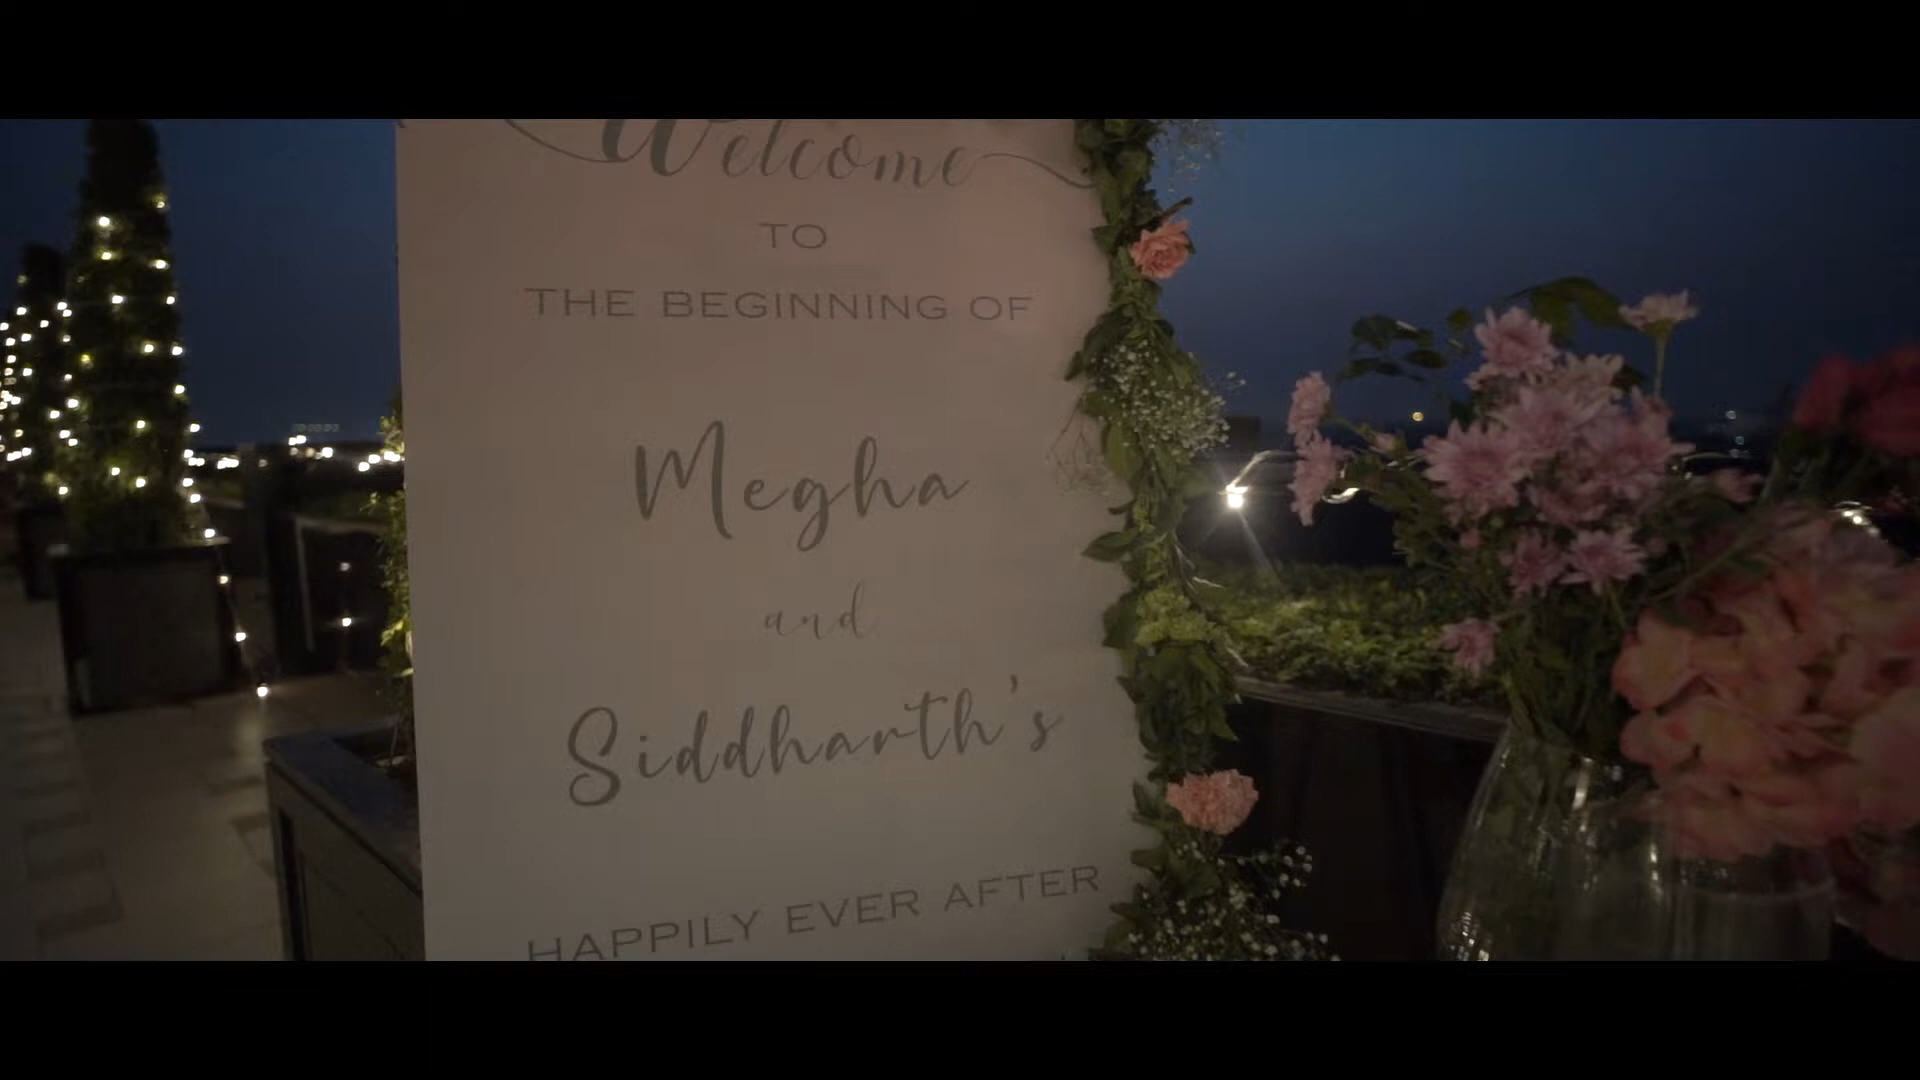 Welcome
TO
THE BEGINNING OF
Megha
and
Siddharth's
HAPPILY EVER AFTER